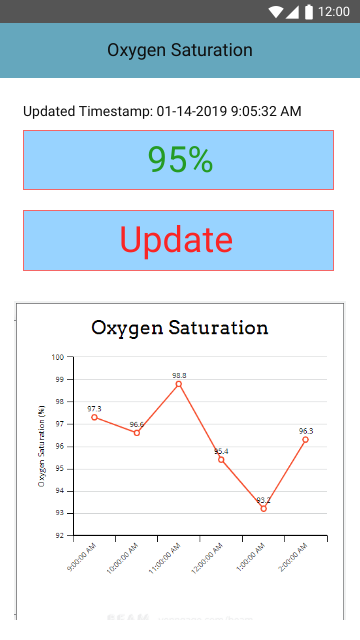 12:00
Oxygen Saturation
Updated Timestamp: 01-14-2019 9:05:32 AM
95%
Update
Oxygen Saturation
100
99
98
97
96
95
94
93
92
Oxygen Saturation (%)
97.3
96.6
98.8
95.4
93.2
96.3
9:00:00 AM
10:00:00 AM
11:00:00 AM
12:00:00 AM
1:00:00 AM
2:00:00 AM